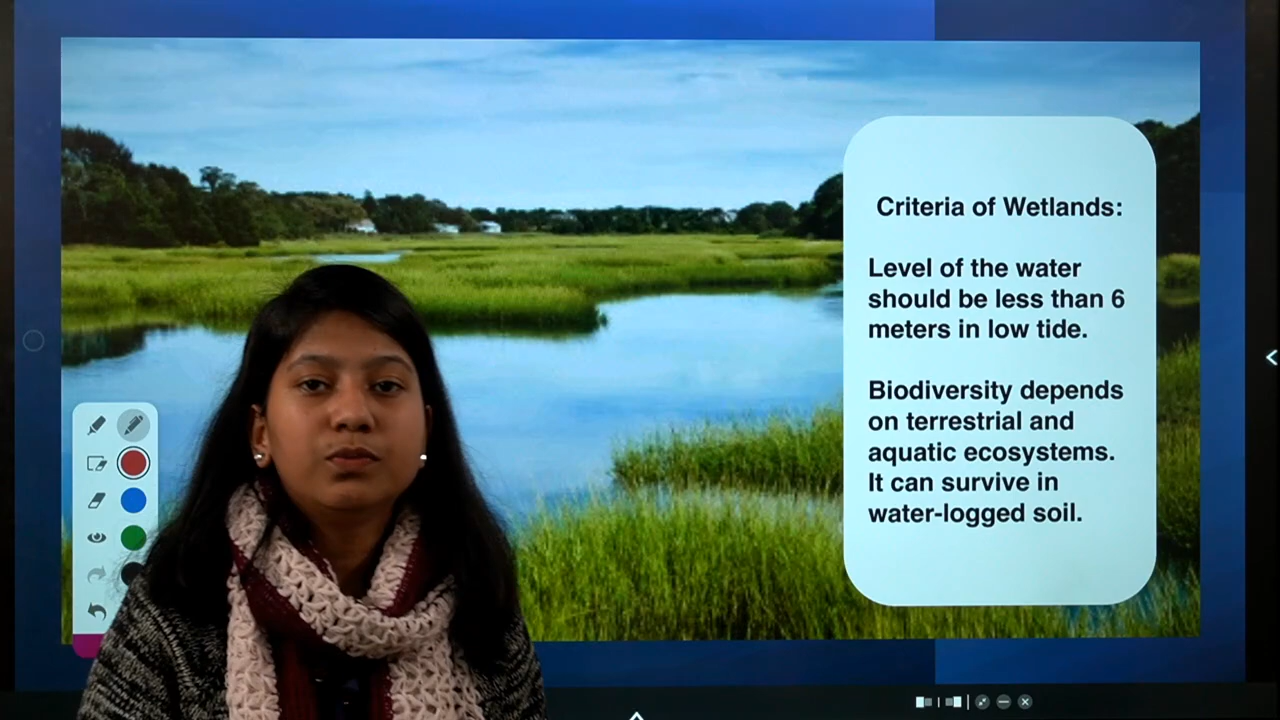 Criteria of Wetlands:
Level of the water
should be less than 6
meters in low tide.
Biodiversity depends
on terrestrial and
aquatic ecosystems.
It can survive in
water-logged soil.